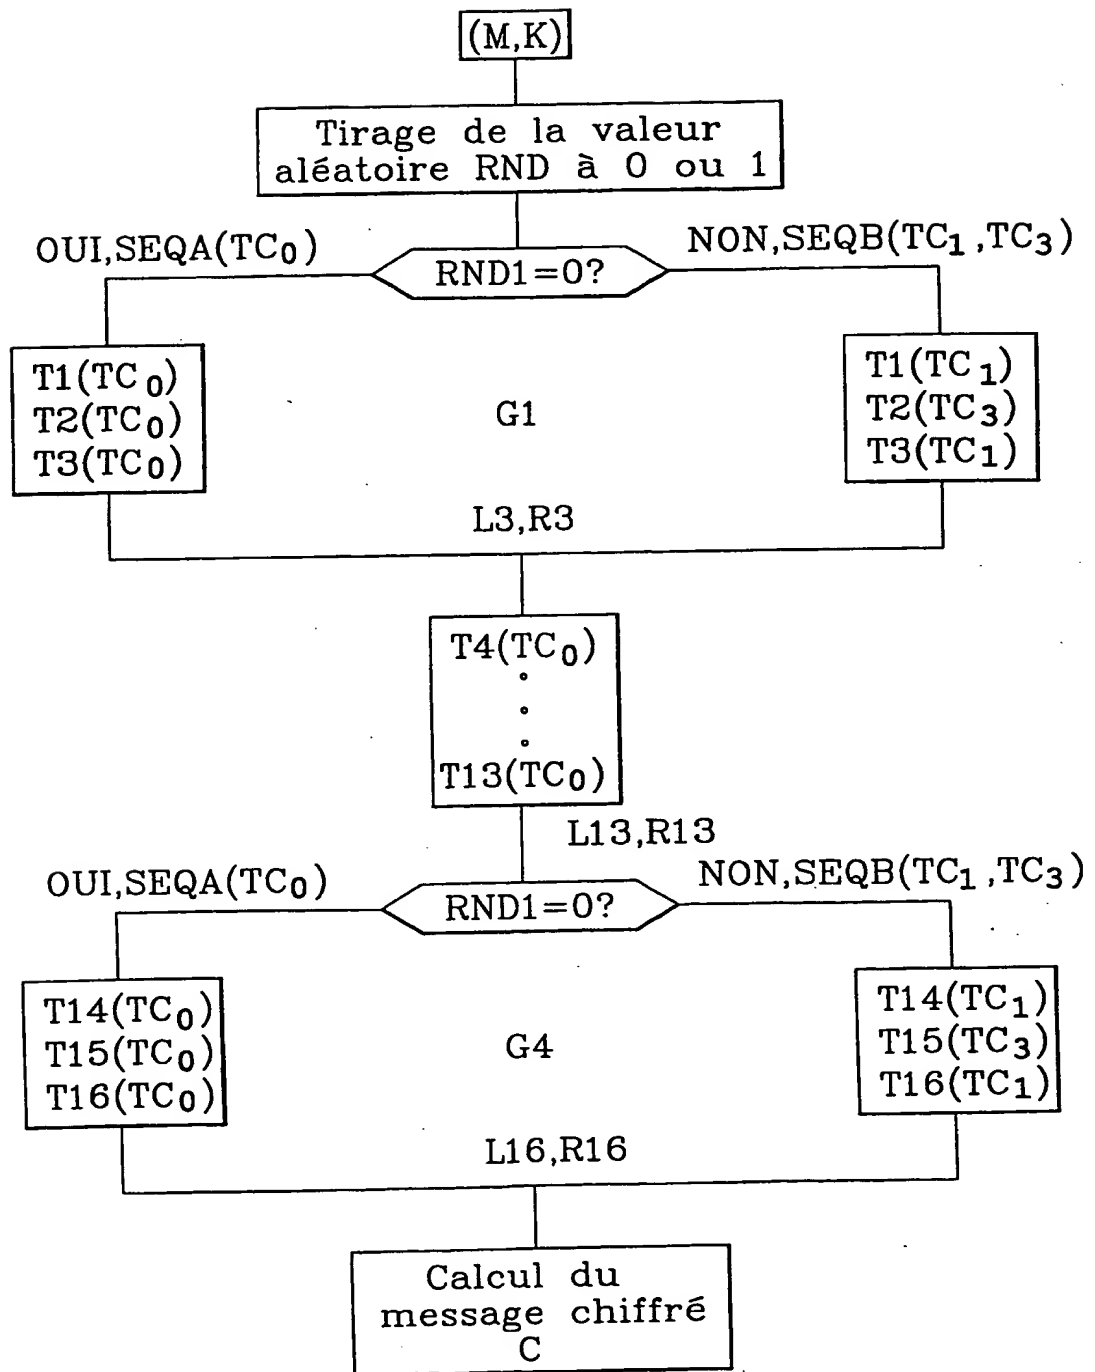 (M,K)
Tirage de la valeur
aléatoire RND à 0 ou 1
OUI,SEQA(TC0)
NON,SEQB(TC1,TC3)
RND1=0?
T1(TC0)
T2(TC0)
T3(TC0)
G1
T1(TC1)
T2(TC3)
T3(TC1)
L3,R3
T4(TC0)
T13(TC0)
L13,R13
OUI,SEQA(TC0)
NON,SEQB(TC1,TC3)
RND1=0?
T14(TC0)
T15(TC0)
T16(TC0)
G4
T14(TC1)
T15(TC3)
T16(TC1)
L16,R16
Calcul du
message chiffré
C